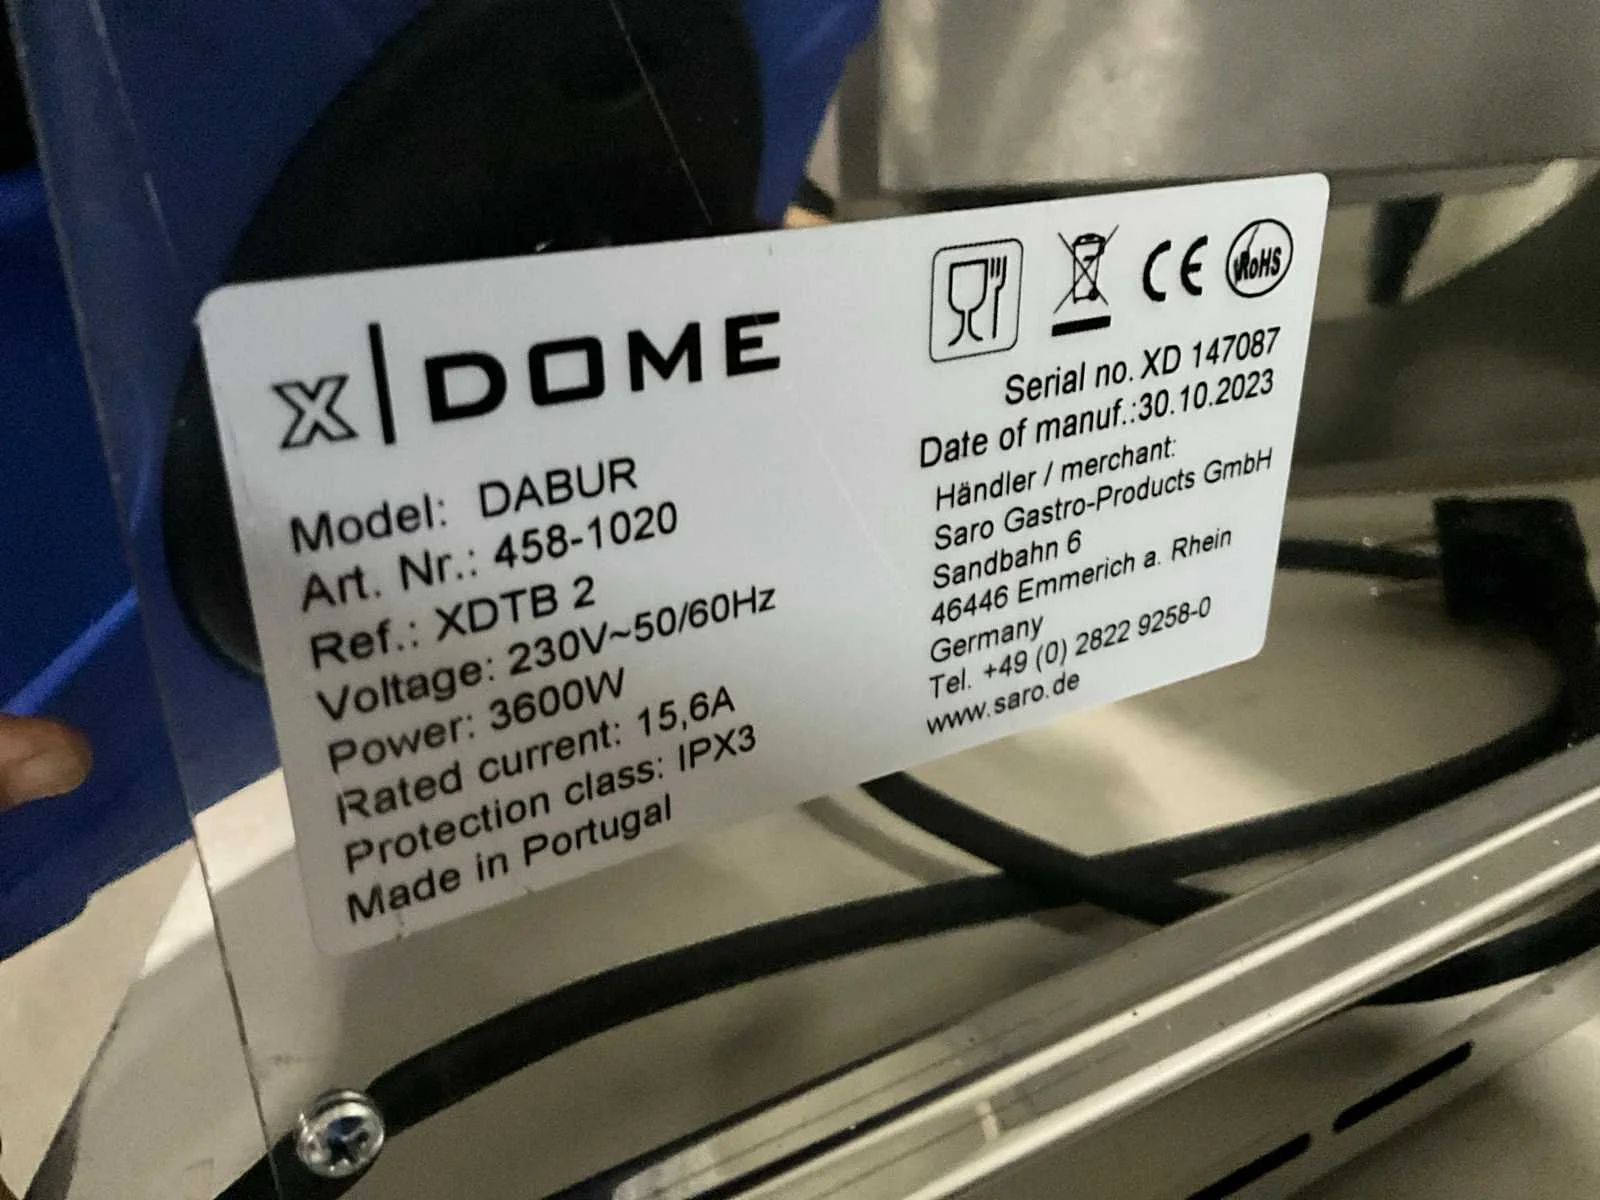 x|DOME
Model: DABUR
Art. Nr.: 458-1020
Ref.: XDTB 2
Voltage: 230V~50/60Hz
Power: 3600W
Rated current: 15,6A
Protection class: IPX3
Made in Portugal
CE RoHS
Serial no. XD 147087
Date of manuf.:30.10.2023
Händler / merchant:
Saro Gastro-Products GmbH
Sandbahn 6
46446 Emmerich a. Rhein
Germany
Tel. +49 (0) 2822 9258-0
www.saro.de